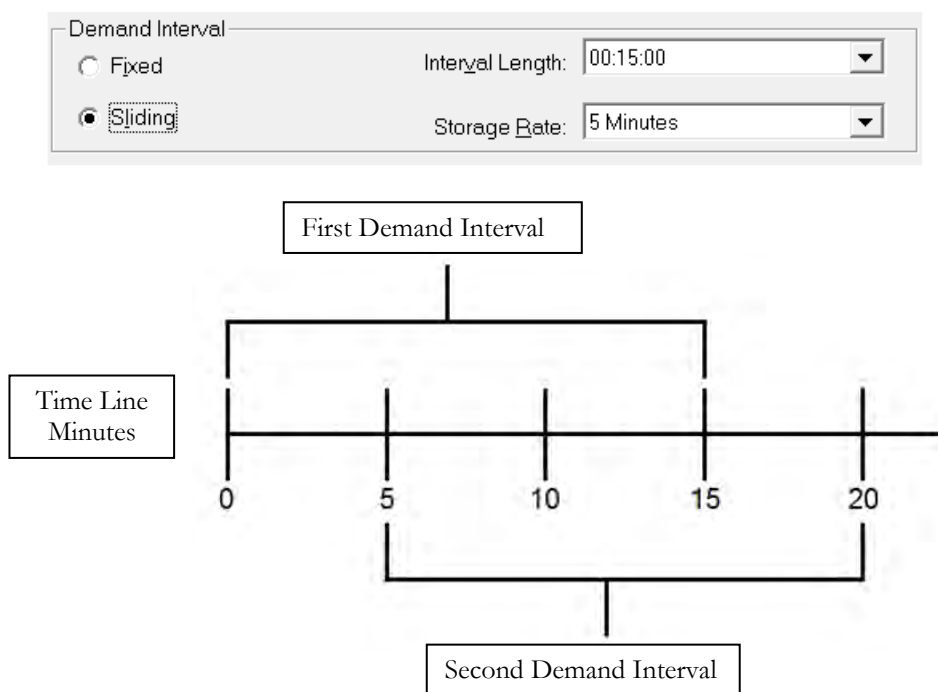 Demand Interval
Fixed
Interval Length: 00:15:00
Sliding
Storage Rate: 5 Minutes
First Demand Interval
Time Line
Minutes
0 5 10 15 20
Second Demand Interval